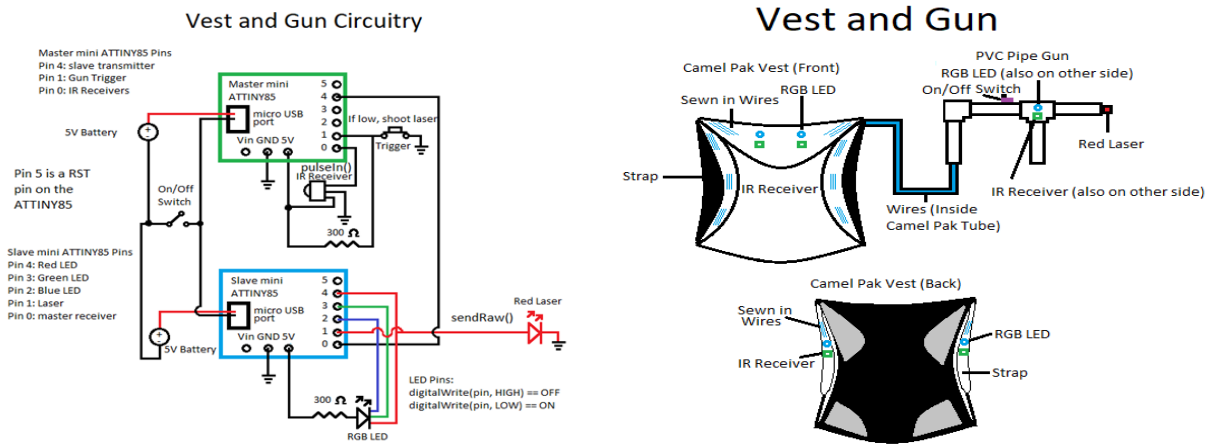 Vest and Gun Circuitry
Master mini ATTINY85 Pins
Pin 4: slave transmitter
Pin 1: Gun Trigger
Pin 0: IR Receivers
Master mini
ATTINY85
micro USB
port
Vin GND 5V
5
4
3
2
1
0
If low, shoot laser
Trigger
5V Battery
pulseIn()
IR Receiver
Pin 5 is a RST
pin on the
ATTINY85
On/Off
Switch
300 Ω
Slave mini ATTINY85 Pins
Pin 4: Red LED
Pin 3: Green LED
Pin 2: Blue LED
Pin 1: Laser
Pin 0: master receiver
Slave mini
ATTINY85
micro USB
port
Vin GND 5V
5
4
3
2
1
0
Red Laser
sendRaw()
5V Battery
300 Ω
RGB LED
LED Pins:
digitalWrite(pin, HIGH) == OFF
digitalWrite(pin, LOW) == ON
Vest and Gun
Camel Pak Vest (Front)
RGB LED
Sewn in Wires
Strap
IR Receiver
PVC Pipe Gun
RGB LED (also on other side)
On/Off Switch
Red Laser
IR Receiver (also on other side)
Wires (Inside
Camel Pak Tube)
Camel Pak Vest (Back)
Sewn in
Wires
RGB LED
IR Receiver
Strap